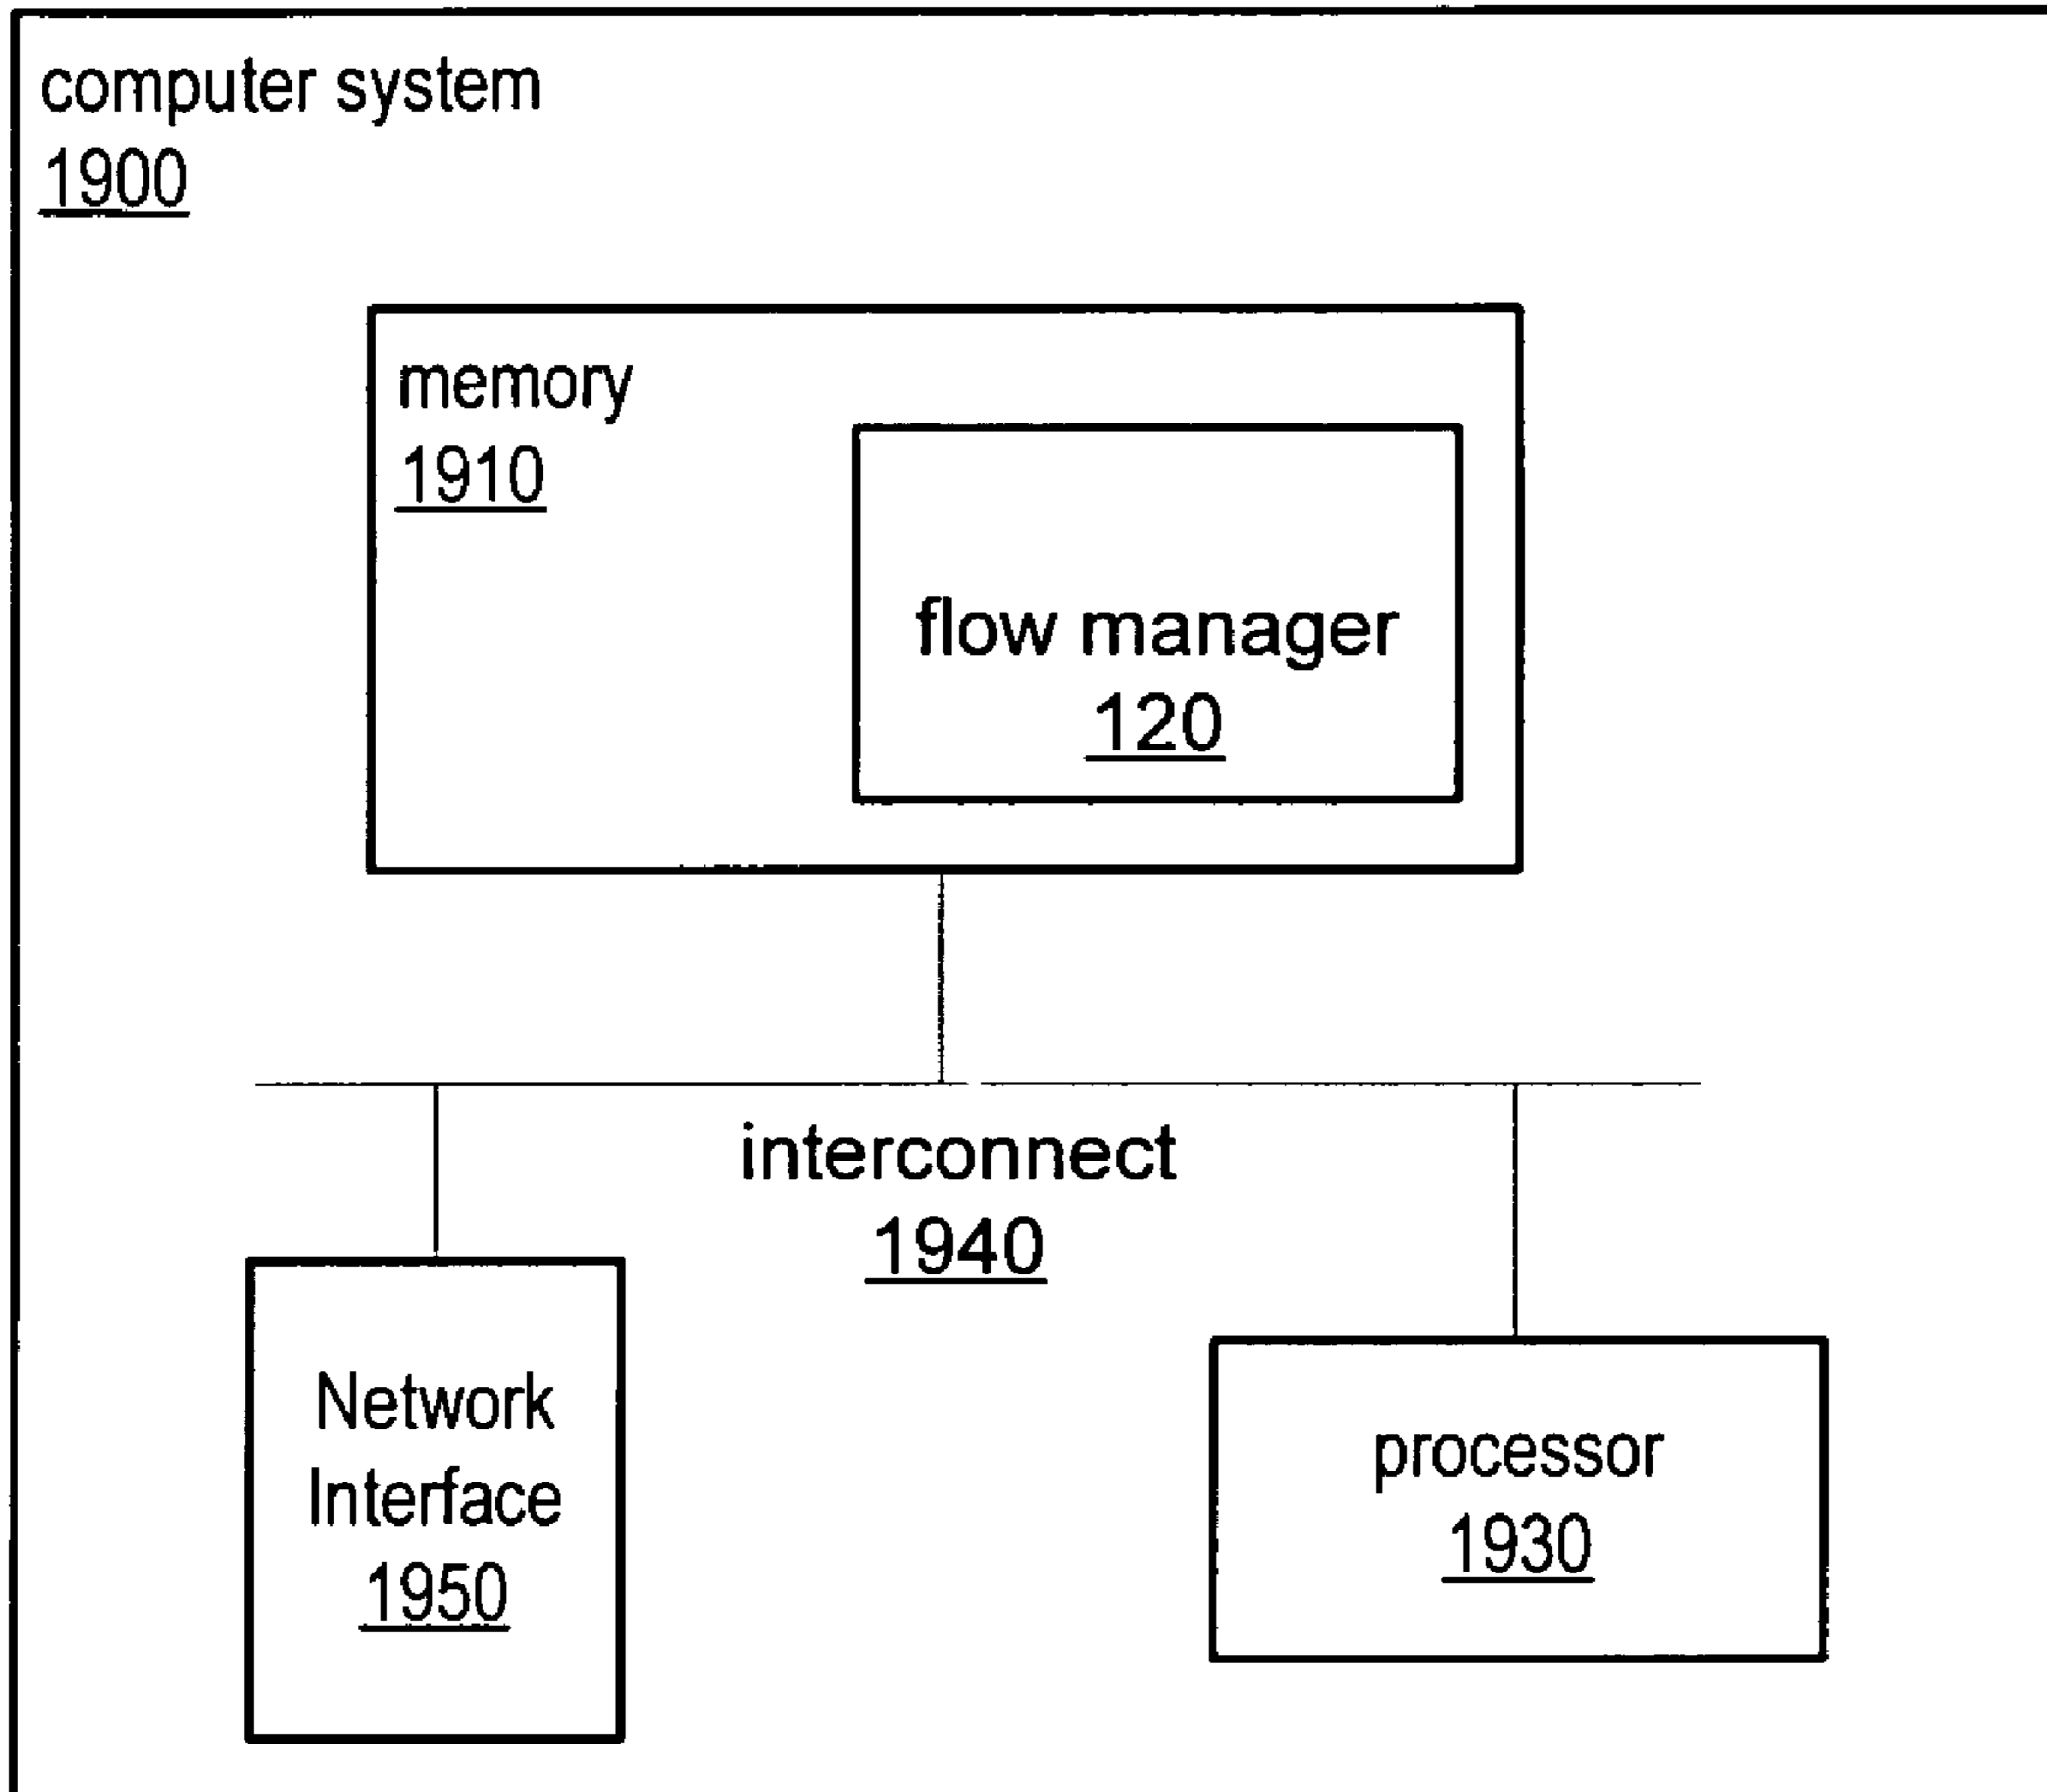 computer system
1900
memory
1910
flow manager
120
interconnect
1940
Network
Interface
1950
processor
1930